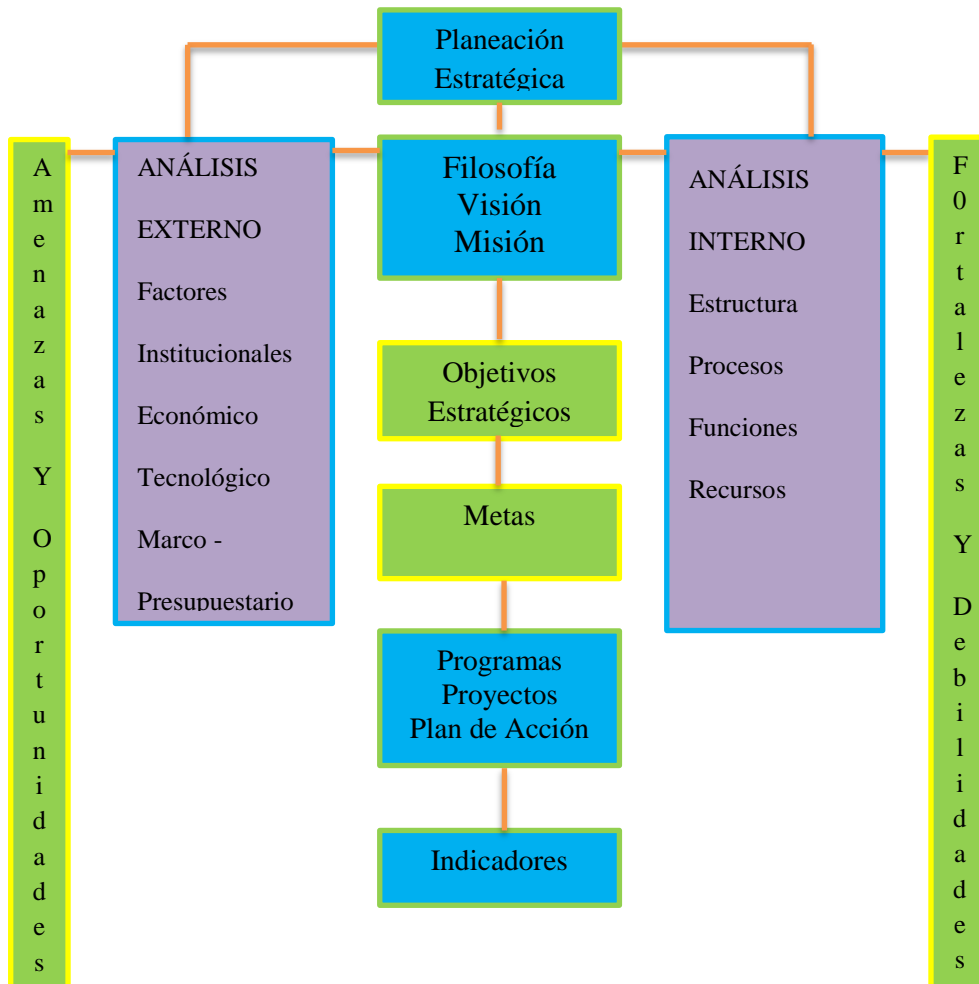 Planeación
Estratégica
A
m
e
n
a
z
a
s
Y
O
p
o
r
t
u
n
i
d
a
d
e
s
ANÁLISIS
EXTERNO
Factores
Institucionales
Económico
Tecnológico
Marco -
Presupuestario
Filosofía
Visión
Misión
Objetivos
Estratégicos
Metas
Programas
Proyectos
Plan de Acción
Indicadores
ANÁLISIS
INTERNO
Estructura
Procesos
Funciones
Recursos
F
0
r
t
a
l
e
z
a
s
Y
D
e
b
i
l
i
d
a
d
e
s